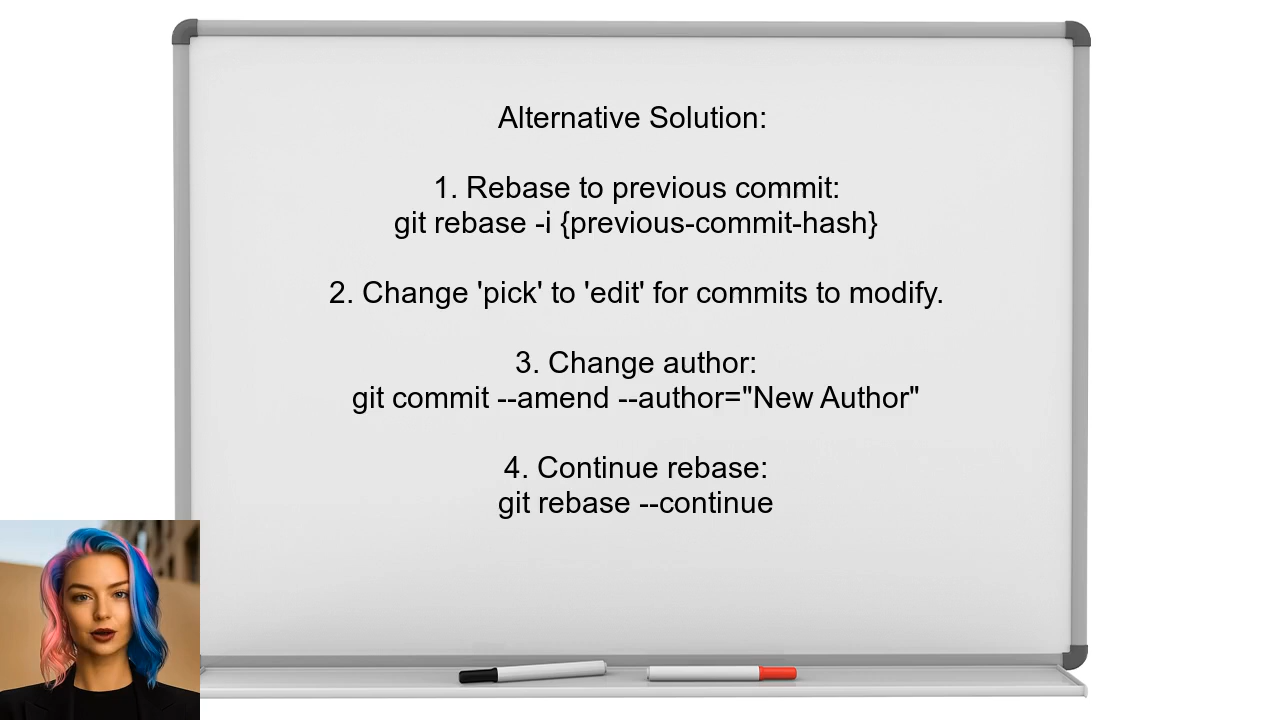 Alternative Solution:
1. Rebase to previous commit:
git rebase -i {previous-commit-hash}
2. Change 'pick' to 'edit' for commits to modify.
3. Change author:
git commit --amend --author="New Author"
4. Continue rebase:
git rebase --continue